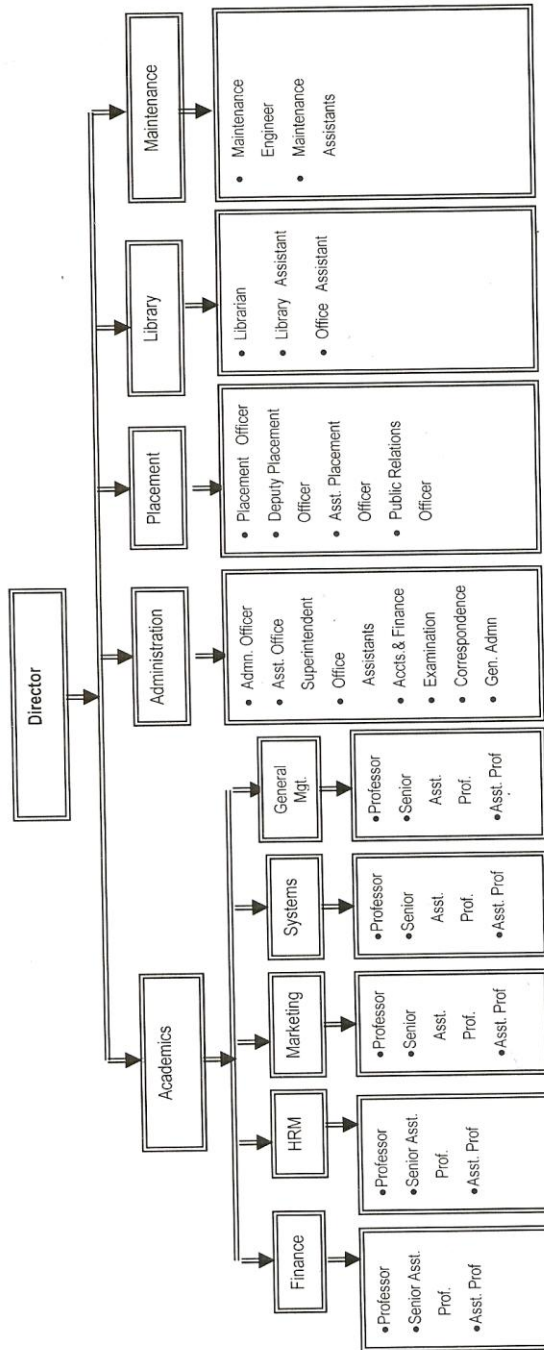 Director
Academics
Administration
Placement
Library
Maintenance
Finance
HRM
Marketing
Systems
General
Mgt.
•Professor
•Senior Asst.
Prof.
•Asst. Prof
•Professor
•Senior Asst.
Prof.
•Asst. Prof
•Professor
•Senior
Asst.
Prof.
•Asst. Prof
•Professor
•Senior
Asst.
Prof.
•Asst. Prof
•Professor
•Senior
Asst.
Prof.
•Asst. Prof
• Admn. Officer
• Asst. Office
Superintendent
• Office
Assistants
• Accts.& Finance
• Examination
• Correspondence
• Gen. Admn
• Placement Officer
• Deputy Placement
Officer
• Asst. Placement
Officer
• Public Relations
Officer
• Librarian
• Library Assistant
• Office Assistant
• Maintenance
Engineer
• Maintenance
Assistants